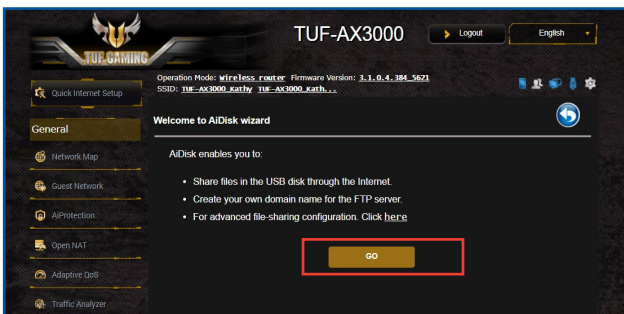 TUF GAMING
TUF-AX3000
Logout
English
Quick Internet Setup
Operation Mode: Wireless router Firmware Version: 3.1.0.4.384_5621
SSID: TUF-AX3000_Kathy TUF-AX3000_Kath...
General
Welcome to AiDisk wizard
Network Map
AiDisk enables you to:
Guest Network
• Share files in the USB disk through the Internet.
• Create your own domain name for the FTP server.
AiProtection
• For advanced file-sharing configuration. Click here
Open NAT
GO
Adaptive QoS
Traffic Analyzer